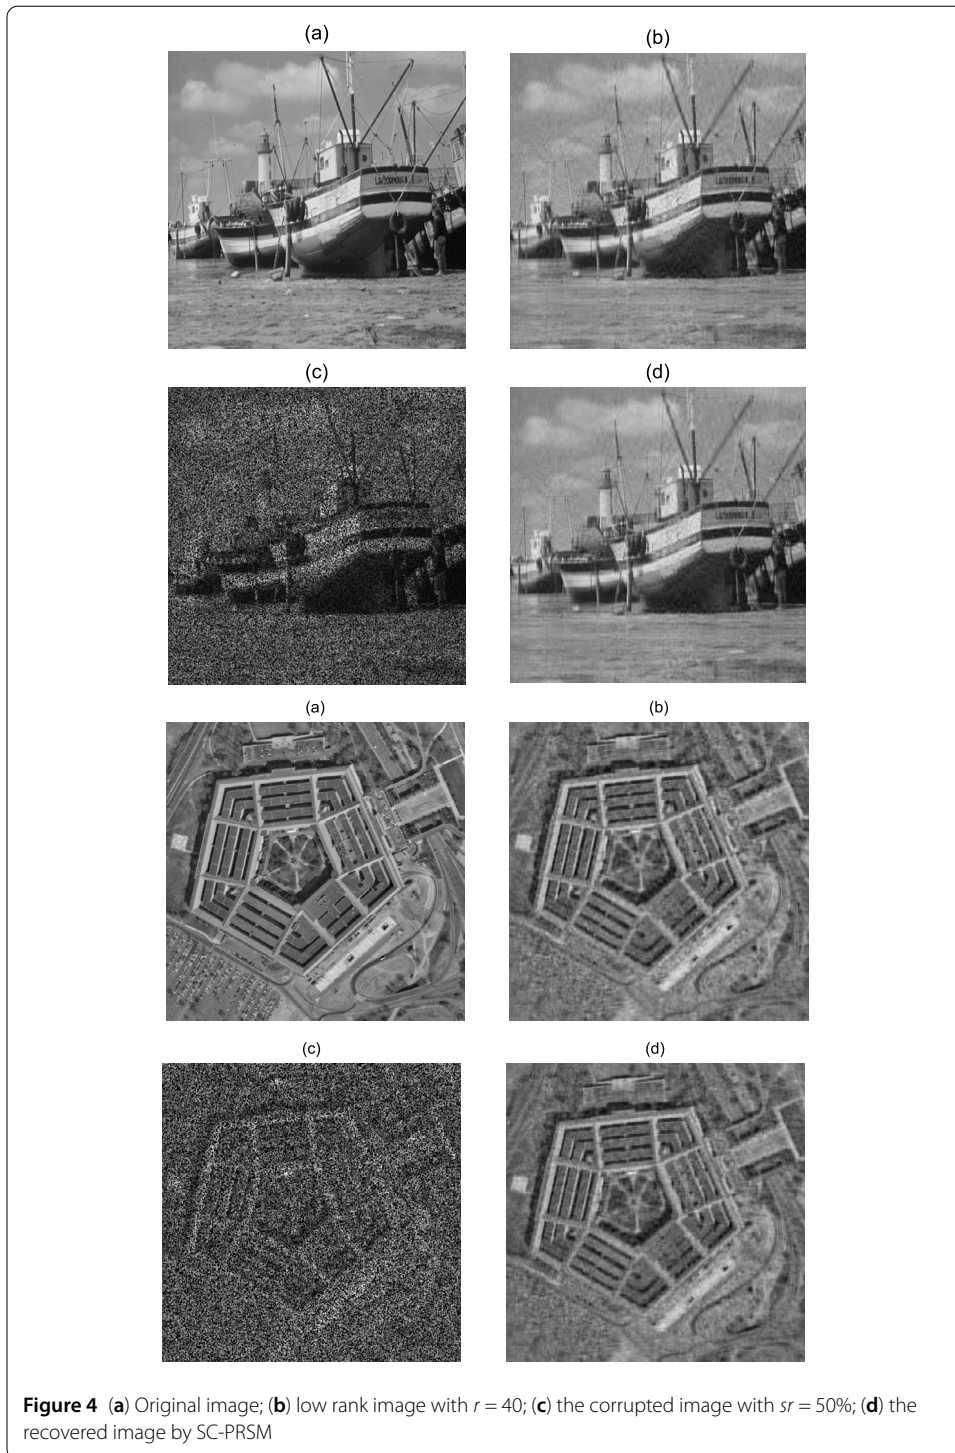 (a)
(b)
(c)
(d)
(a)
(b)
(c)
(d)
Figure 4 (a) Original image; (b) low rank image with r = 40; (c) the corrupted image with sr = 50%; (d) the
recovered image by SC-PRSM